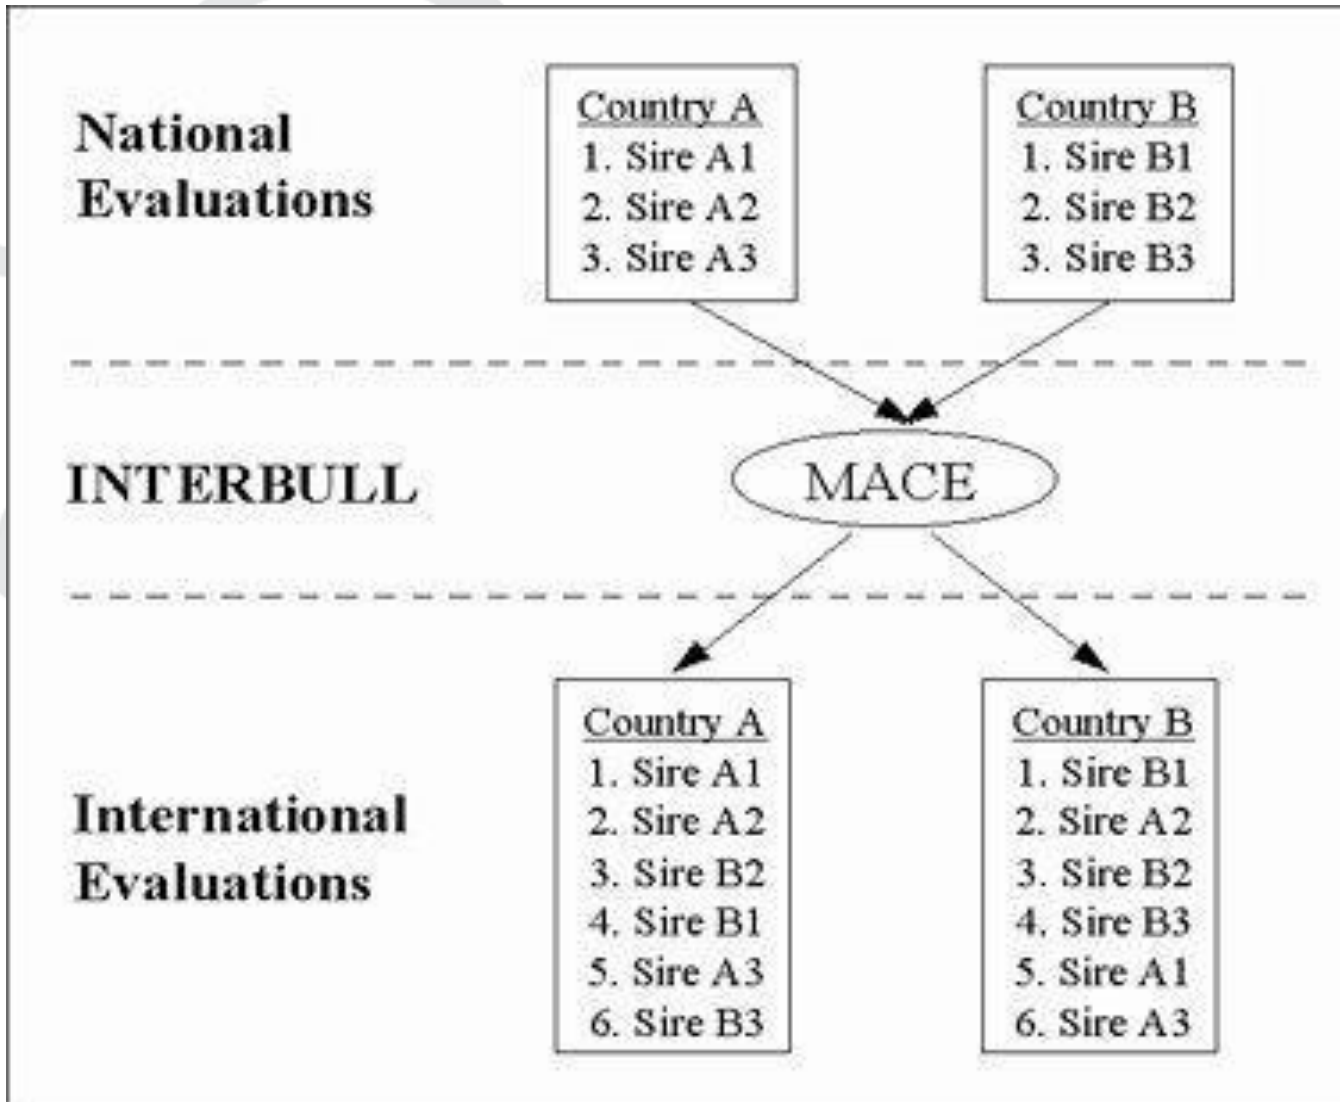 National
Evaluations
Country A
1. Sire A1
2. Sire A2
3. Sire A3
Country B
1. Sire B1
2. Sire B2
3. Sire B3
INTERBULL
MACE
International
Evaluations
Country A
1. Sire A1
2. Sire A2
3. Sire B2
4. Sire B1
5. Sire A3
6. Sire B3
Country B
1. Sire B1
2. Sire A2
3. Sire B2
4. Sire B3
5. Sire A1
6. Sire A3